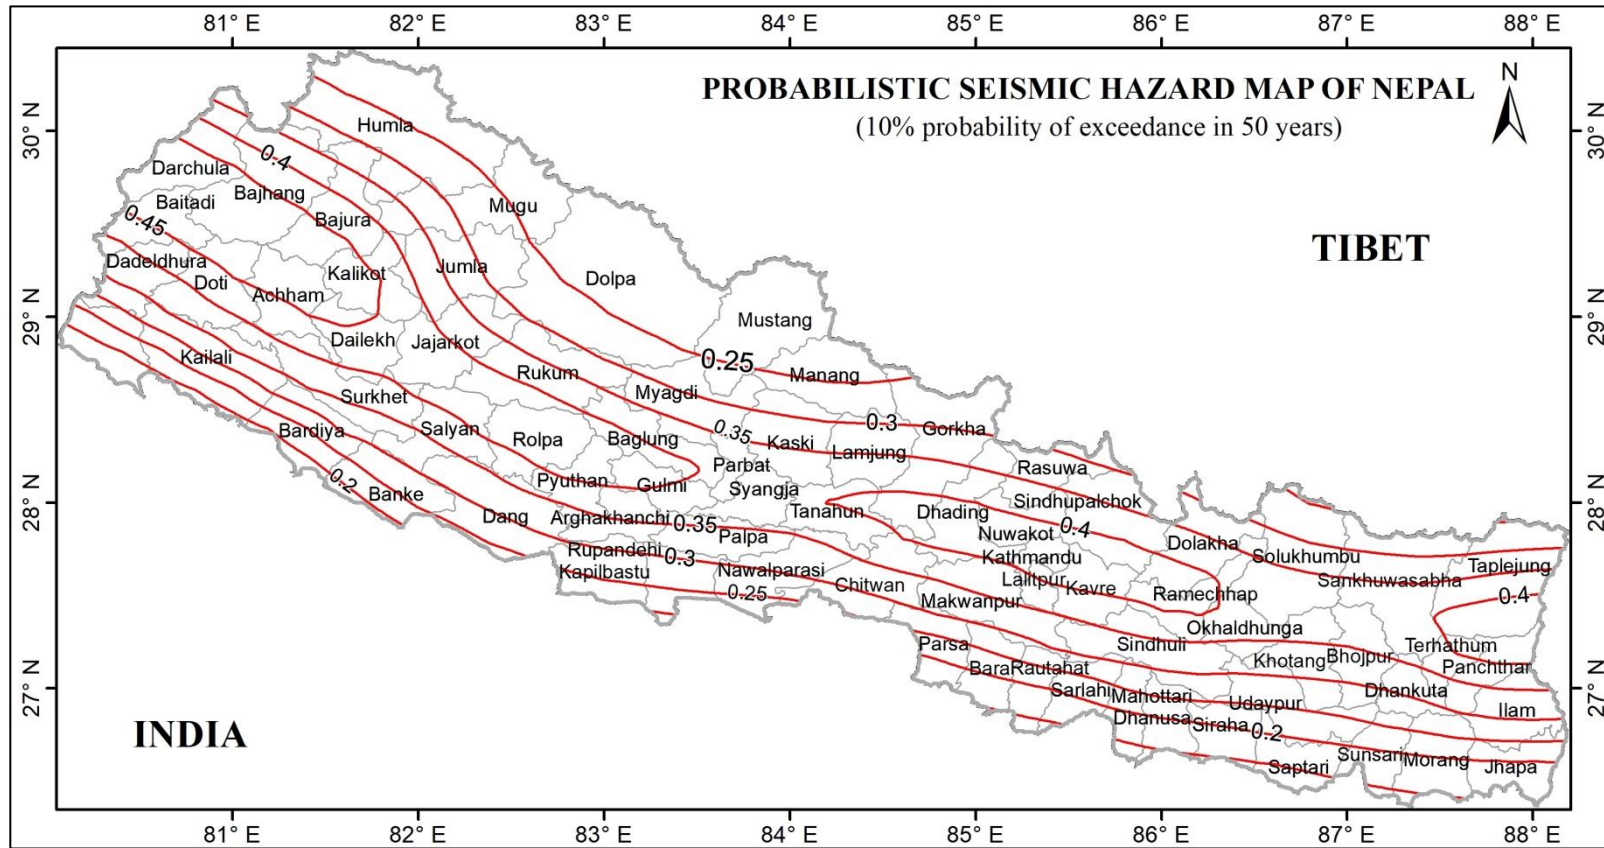 81° E 82° E 83° E 84° E 85° E 86° E 87° E 88° E
PROBABILISTIC SEISMIC HAZARD MAP OF NEPAL
(10% probability of exceedance in 50 years)
N
30° N 30° N
Humla
0.4
Darchula
Bajhang
Baitadi
Mugu
Bajura
0.45
TIBET
Dadeldhura
Doti
Kalikot
Jumla
Dolpa
Achham
29° N 29° N
Mustang
Dailekh
Jajarkot
Kailali
0.25
Rukum
Manang
Surkhet
Myagdi
0.3
Bardiya
Salyan
Rolpa
Baglung
0.35
Kaski
Lamjung
Gorkha
Parbat
Rasuwa
0.2
Banke
Pyuthan
Gulmi
Syangja
Sindhupalchok
28° N 28° N
Dang
Arghakhanchi
0.35
Tanahun
Dhading
Nuwakot
0.4
Palpa
Dolakha
Rupandehi
0.3
Kathmandu
Solukhumbu
Kapilbastu
Nawalparasi
Chitwan
Lalitpur
Kavre
Sankhuwasabha
Taplejung
0.25
Makwanpur
Ramechhap
0.4
Okhaldhunga
Parsa
Sindhuli
Terhathum
Bara
Rautahat
Khotang
Bhojpur
Panchthar
27° N 27° N
Sarlahi
Mahottari
Udaypur
Dhankuta
Ilam
Dhanusa
Siraha
0.2
INDIA
Saptari
Sunsari
Morang
Jhapa
81° E 82° E 83° E 84° E 85° E 86° E 87° E 88° E